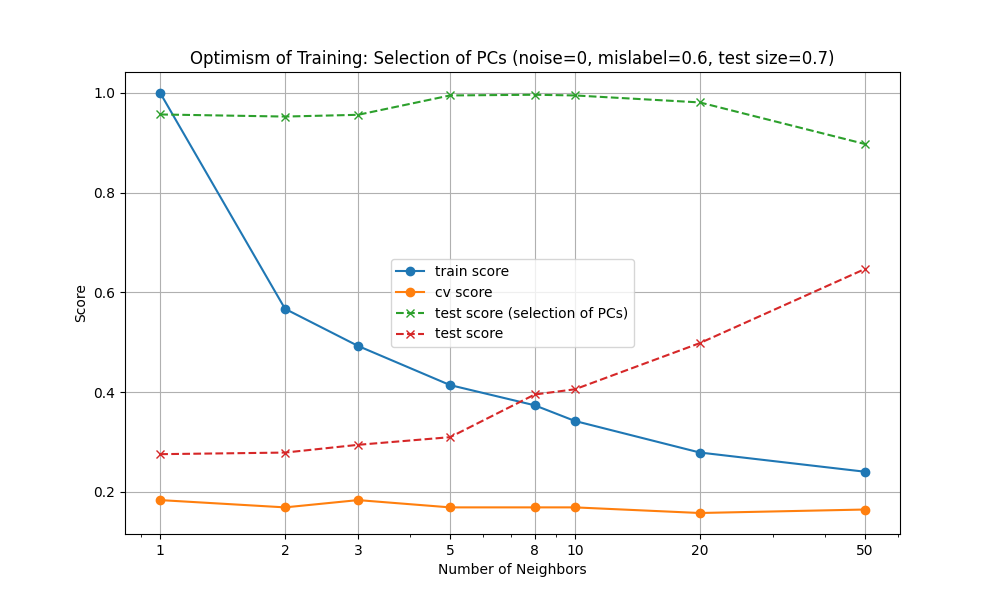 Optimism of Training: Selection of PCs (noise=0, mislabel=0.6, test size=0.7)
1.0
0.8
0.6
0.4
0.2
Score
train score
cv score
test score (selection of PCs)
test score
1 2 3 5 8 10 20 50
Number of Neighbors